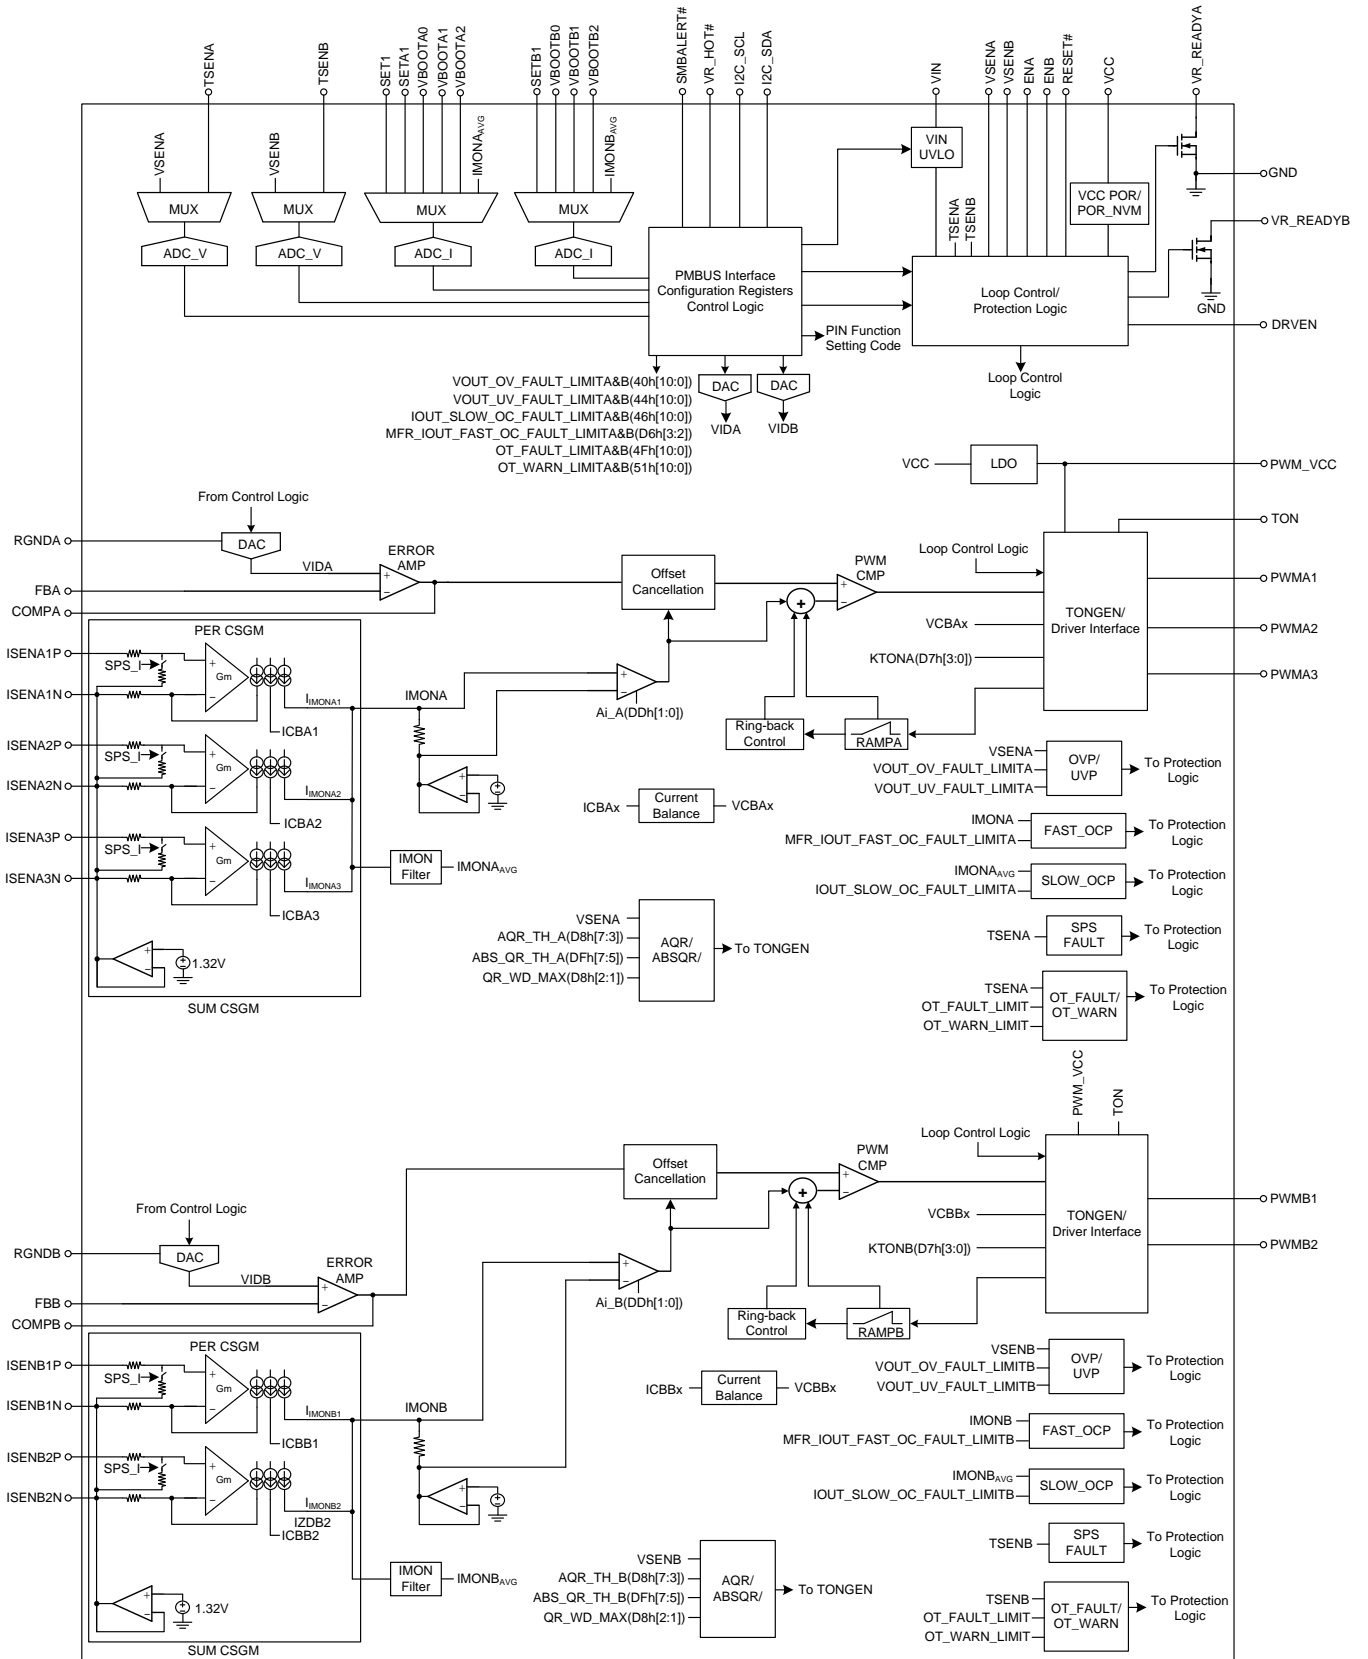 TSENA
TSENB
SET1
SETA1
VBOOTA0
VBOOTA1
VBOOTA2
SETB1
VBOOTB0
VBOOTB1
VBOOTB2
SMBALERT#
VR_HOT#
I2C_SCL
I2C_SDA
VIN
VSENA
VSENB
ENA
ENB
RESET#
VCC
VR_READYA
VSENA
VSENB
IMONA_AVG
IMONB_AVG
MUX
MUX
MUX
MUX
ADC_V
ADC_V
ADC_I
ADC_I
VIN
UVLO
TSENA
TSENB
VCC POR/
POR_NVM
GND
VR_READYB
GND
DRVEN
PMBUS Interface
Configuration Registers
Control Logic
Loop Control/
Protection Logic
PIN Function
Setting Code
Loop Control
Logic
VOUT_OV_FAULT_LIMITA&B(40h[10:0])
VOUT_UV_FAULT_LIMITA&B(44h[10:0])
IOUT_SLOW_OC_FAULT_LIMITA&B(46h[10:0])
MFR_IOUT_FAST_OC_FAULT_LIMITA&B(D6h[3:2])
OT_FAULT_LIMITA&B(4Fh[10:0])
OT_WARN_LIMITA&B(51h[10:0])
DAC
DAC
VIDA
VIDB
VCC
LDO
PWM_VCC
TON
From Control Logic
RGNDA
DAC
VIDA
ERROR
AMP
+
−
FBA
COMPA
Offset
Cancellation
PWM
CMP
+
−
+
Loop Control Logic
VCBAx
KTONA(D7h[3:0])
TONGEN/
Driver Interface
PWMA1
PWMA2
PWMA3
PER CSGM
ISENA1P
SPS_I
+
Gm
−
ISENA1N
I_IMONA1
ICBA1
ISENA2P
SPS_I
+
Gm
−
ISENA2N
I_IMONA2
ICBA2
ISENA3P
SPS_I
+
Gm
−
ISENA3N
I_IMONA3
ICBA3
+
−
1.32V
SUM CSGM
IMONA
+
−
+
−
Ai_A(DDh[1:0])
Ring-back
Control
RAMPA
ICBAx
Current
Balance
VCBAx
IMON
Filter
IMONA_AVG
VSENA
AQR_TH_A(D8h[7:3])
ABS_QR_TH_A(DFh[7:5])
QR_WD_MAX(D8h[2:1])
AQR/
ABSQR/
To TONGEN
VSENA
VOUT_OV_FAULT_LIMITA
VOUT_UV_FAULT_LIMITA
OVP/
UVP
To Protection
Logic
IMONA
MFR_IOUT_FAST_OC_FAULT_LIMITA
FAST_OCP
To Protection
Logic
IMONA_AVG
IOUT_SLOW_OC_FAULT_LIMITA
SLOW_OCP
To Protection
Logic
TSENA
SPS
FAULT
To Protection
Logic
TSENA
OT_FAULT_LIMIT
OT_WARN_LIMIT
OT_FAULT/
OT_WARN
To Protection
Logic
PWM_VCC
TON
From Control Logic
RGNDB
DAC
VIDB
ERROR
AMP
+
−
FBB
COMPB
Offset
Cancellation
PWM
CMP
+
−
+
Loop Control Logic
VCBBx
KTONB(D7h[3:0])
TONGEN/
Driver Interface
PWMB1
PWMB2
PER CSGM
ISENB1P
SPS_I
+
Gm
−
ISENB1N
I_IMONB1
ICBB1
ISENB2P
SPS_I
+
Gm
−
ISENB2N
I_IMONB2
IZDB2
ICBB2
+
−
1.32V
SUM CSGM
IMONB
+
−
+
−
Ai_B(DDh[1:0])
Ring-back
Control
RAMPB
ICBBx
Current
Balance
VCBBx
IMON
Filter
IMONB_AVG
VSENB
AQR_TH_B(D8h[7:3])
ABS_QR_TH_B(DFh[7:5])
QR_WD_MAX(D8h[2:1])
AQR/
ABSQR/
To TONGEN
VSENB
VOUT_OV_FAULT_LIMITB
VOUT_UV_FAULT_LIMITB
OVP/
UVP
To Protection
Logic
IMONB
MFR_IOUT_FAST_OC_FAULT_LIMITB
FAST_OCP
To Protection
Logic
IMONB_AVG
IOUT_SLOW_OC_FAULT_LIMITB
SLOW_OCP
To Protection
Logic
TSENB
SPS
FAULT
To Protection
Logic
TSENB
OT_FAULT_LIMIT
OT_WARN_LIMIT
OT_FAULT/
OT_WARN
To Protection
Logic